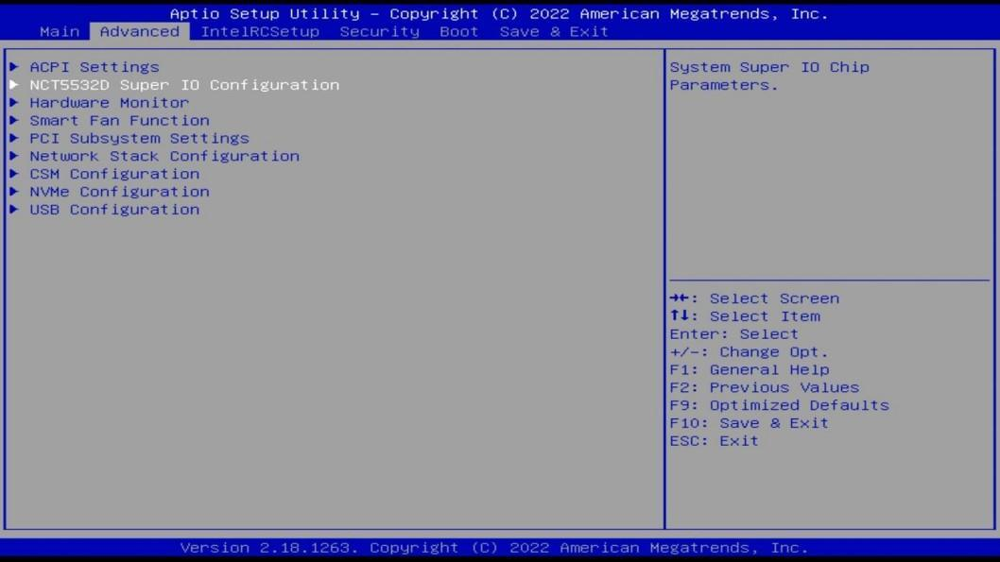 Aptio Setup Utility – Copyright (C) 2022 American Megatrends, Inc.
Main Advanced IntelRCSetup Security Boot Save & Exit
▶ ACPI Settings
▶ NCT5532D Super IO Configuration
▶ Hardware Monitor
▶ Smart Fan Function
▶ PCI Subsystem Settings
▶ Network Stack Configuration
▶ CSM Configuration
▶ NVMe Configuration
▶ USB Configuration
System Super IO Chip
Parameters.
→←: Select Screen
↑↓: Select Item
Enter: Select
+/-: Change Opt.
F1: General Help
F2: Previous Values
F9: Optimized Defaults
F10: Save & Exit
ESC: Exit
Version 2.18.1263. Copyright (C) 2022 American Megatrends, Inc.